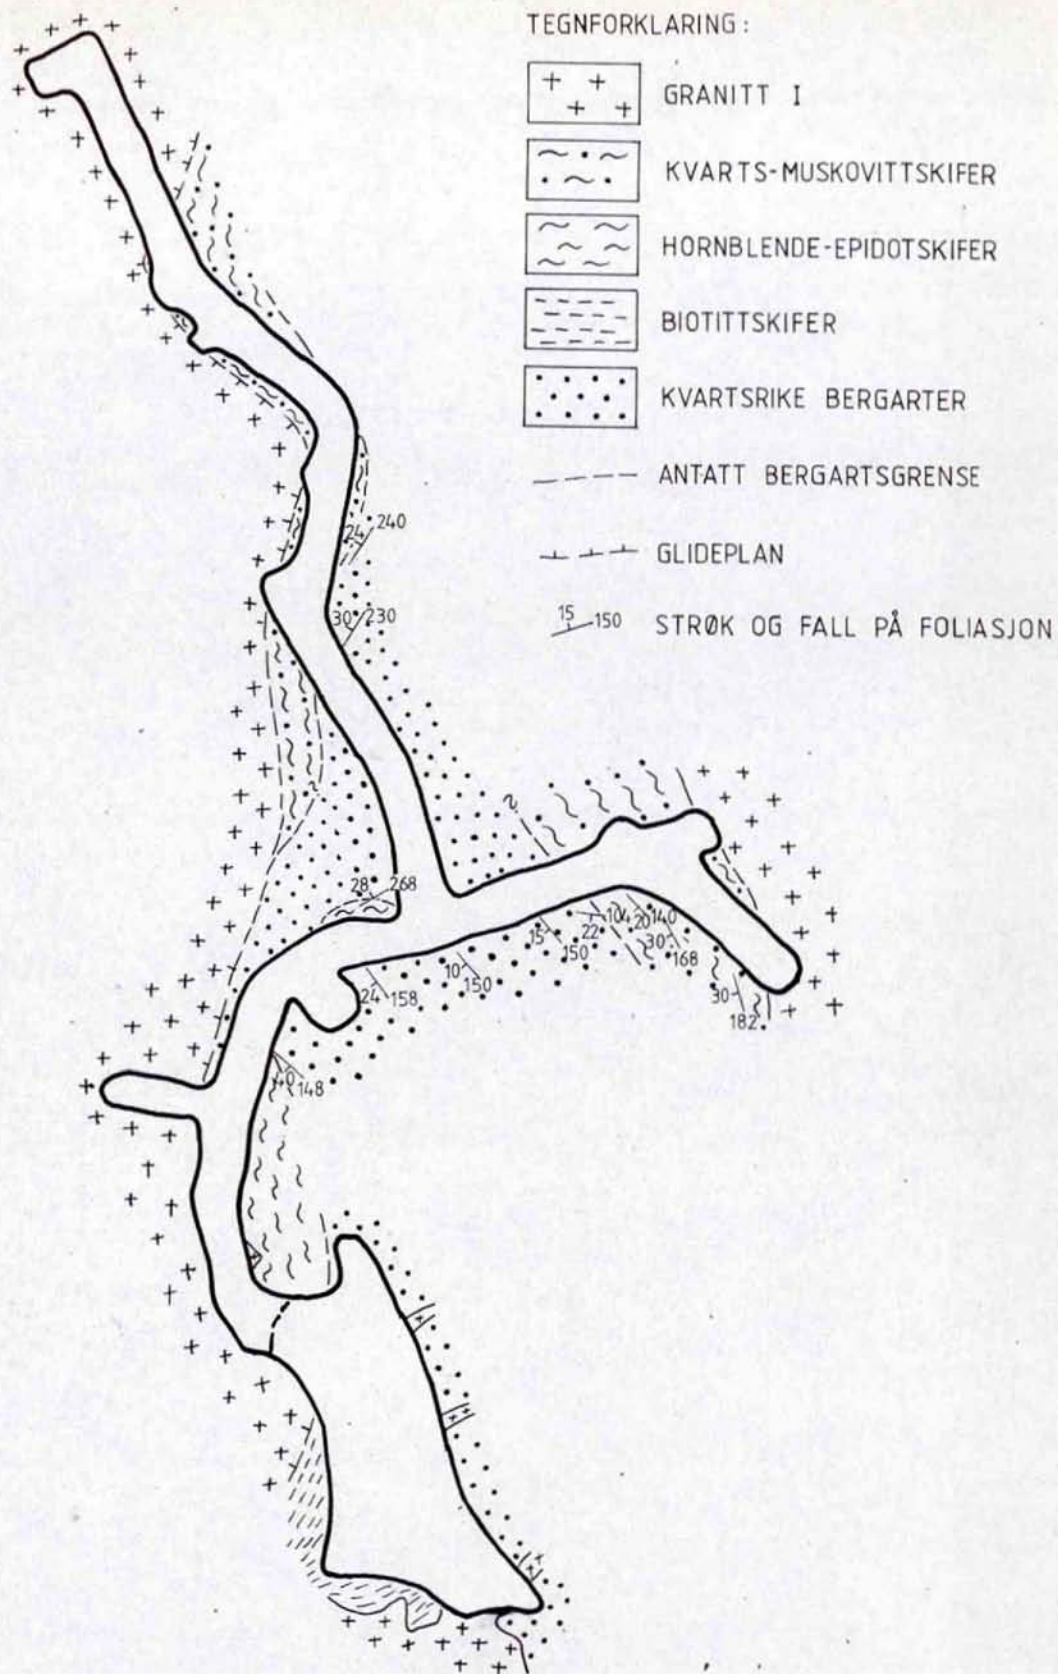 TEGNFORKLARING:
GRANITT I
KVARTS-MUSKOVITTSKIFER
HORNBLENDE-EPIDOTSKIFER
BIOTITTSKIFER
KVARTSRIKE BERGARTER
ANTATT BERGARTSGRENSE
GLIDEPLAN
15 150 STRØK OG FALL PÅ FOLIASJON
24 240
30 230
28 268
104 20 140
22
15 150
30 168
10 150
24 158
30
182
40 148